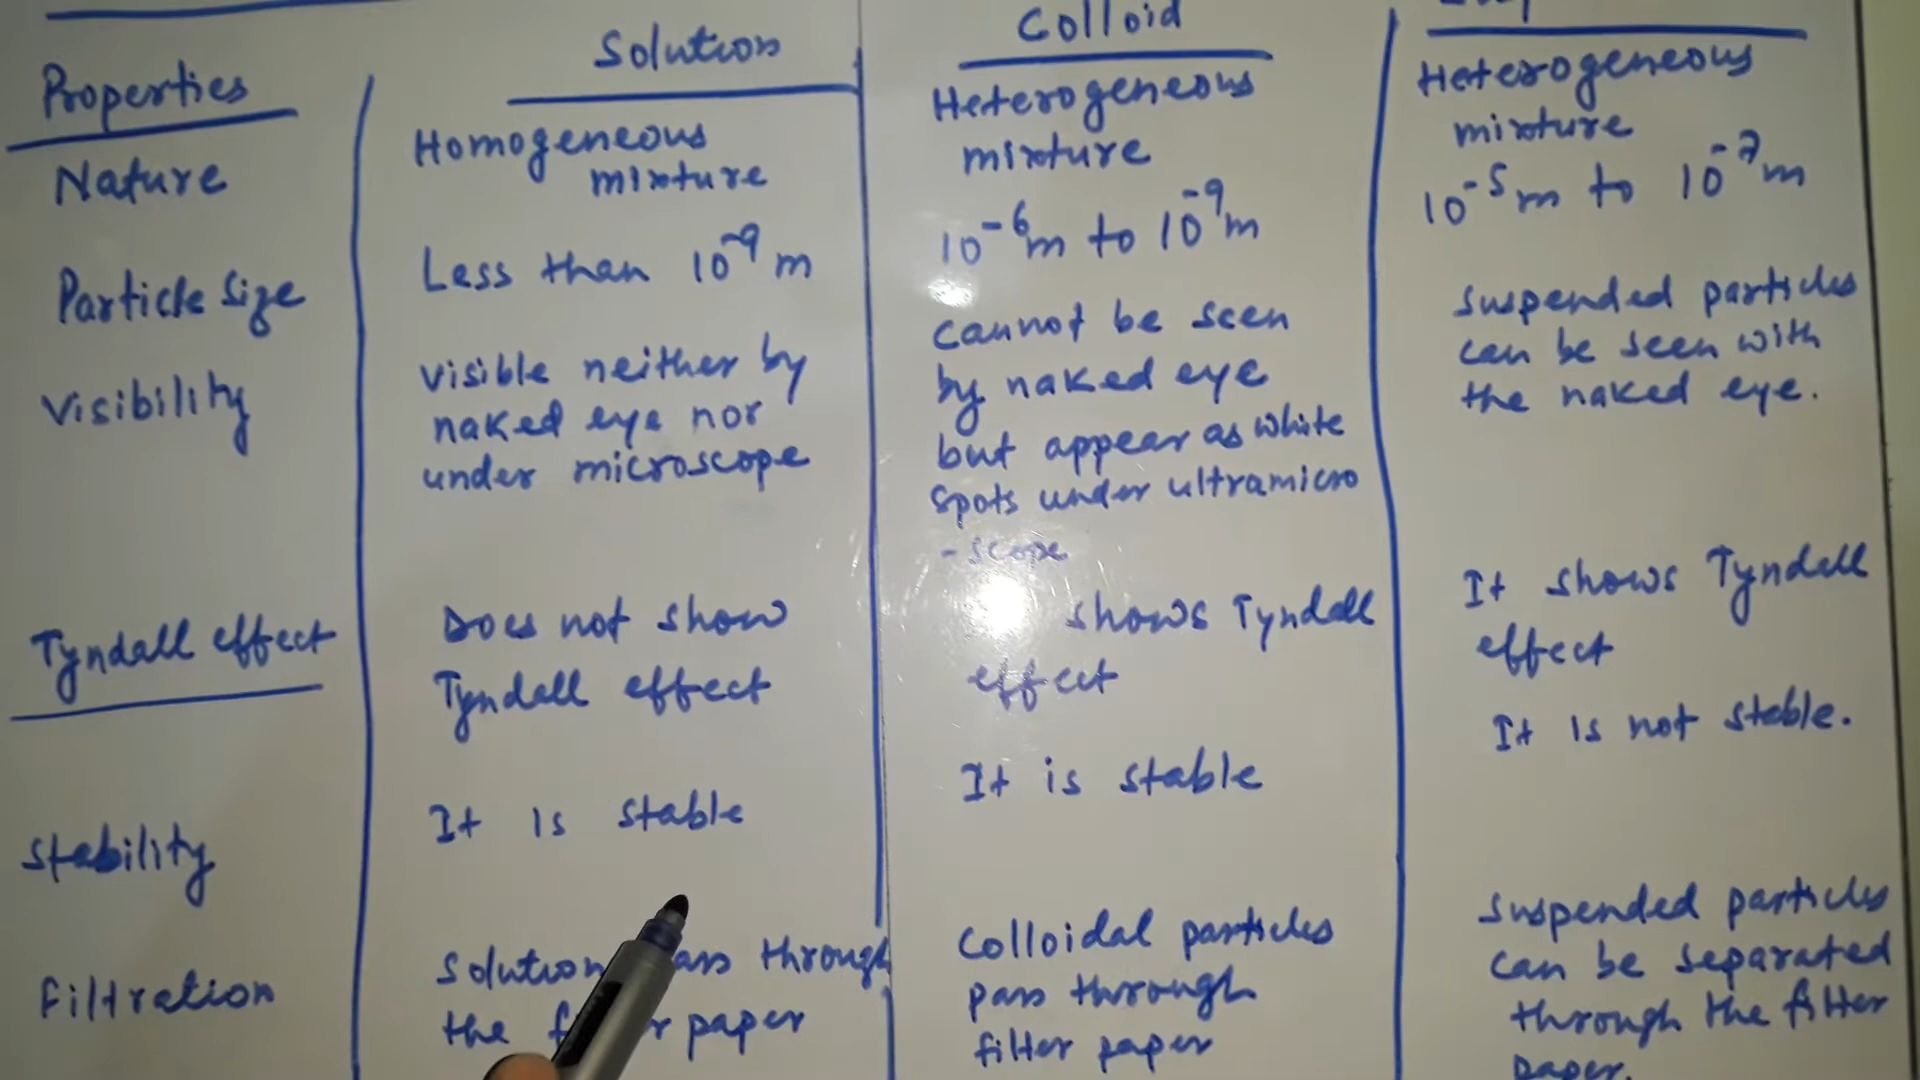 Properties
Nature
Particle Size
Visibility
Tyndall effect
Stability
Filtration
Solution
Homogeneous
mixture
Less than 10⁻⁹ m
visible neither by
naked eye nor
under microscope
Does not show
Tyndall effect
It is stable
Solution through
the paper
Colloid
Heterogeneous
mixture
10⁻⁶m to 10⁻⁹m
cannot be seen
by naked eye
but appear as white
spots under ultramicro
-scope
shows Tyndall
effect
It is stable
Colloidal particles
pass through
filter paper
Heterogeneous
mixture
10⁻⁵m to 10⁻⁷m
Suspended particles
can be seen with
the naked eye.
It shows Tyndall
effect
It is not stable.
Suspended particles
can be separated
through the filter
paper.